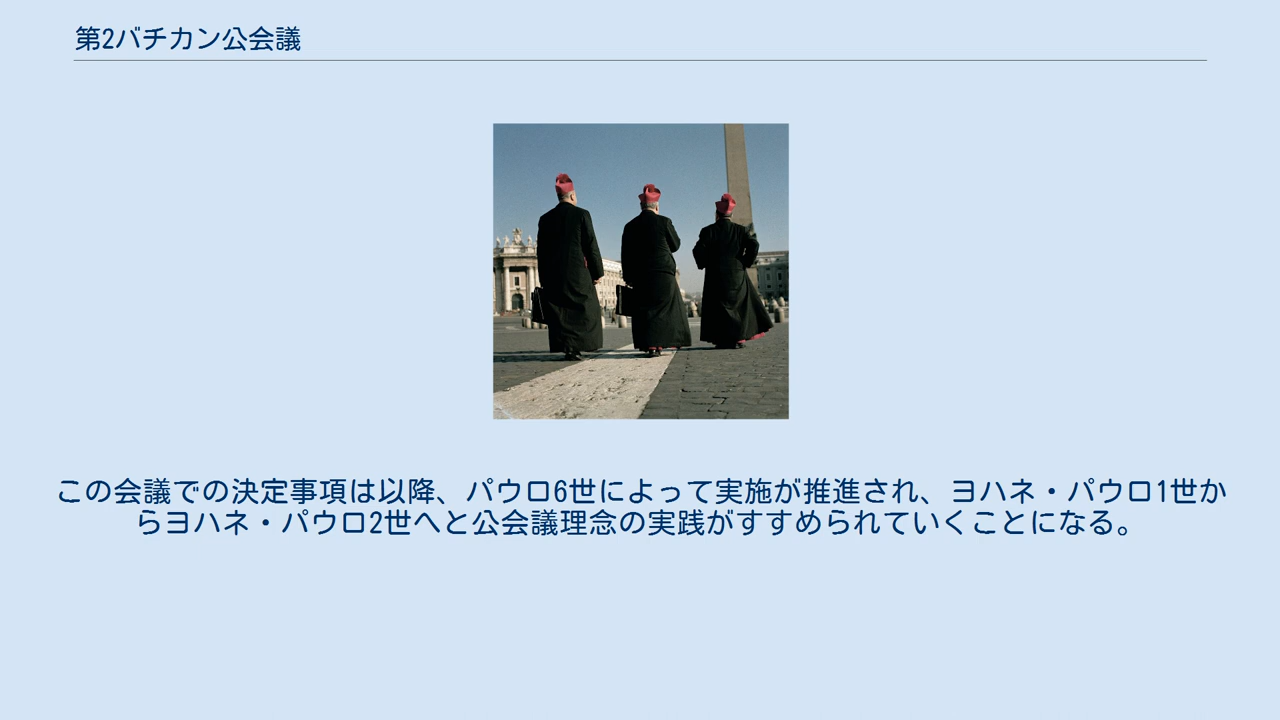 第2バチカン公会議
この会議での決定事項は以降、パウロ6世によって実施が推進され、ヨハネ・パウロ1世か
らヨハネ・パウロ2世へと公会議理念の実践がすすめられていくことになる。